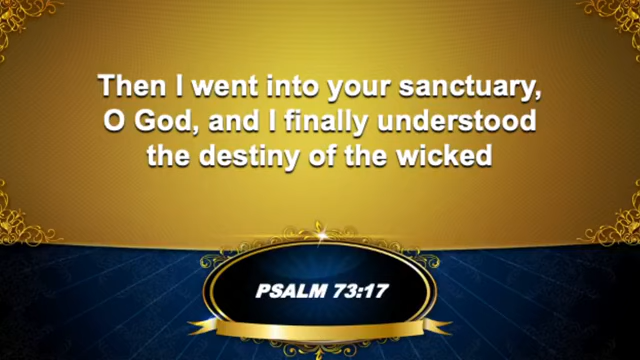 Then I went into your sanctuary,
O God, and I finally understood
the destiny of the wicked
PSALM 73:17